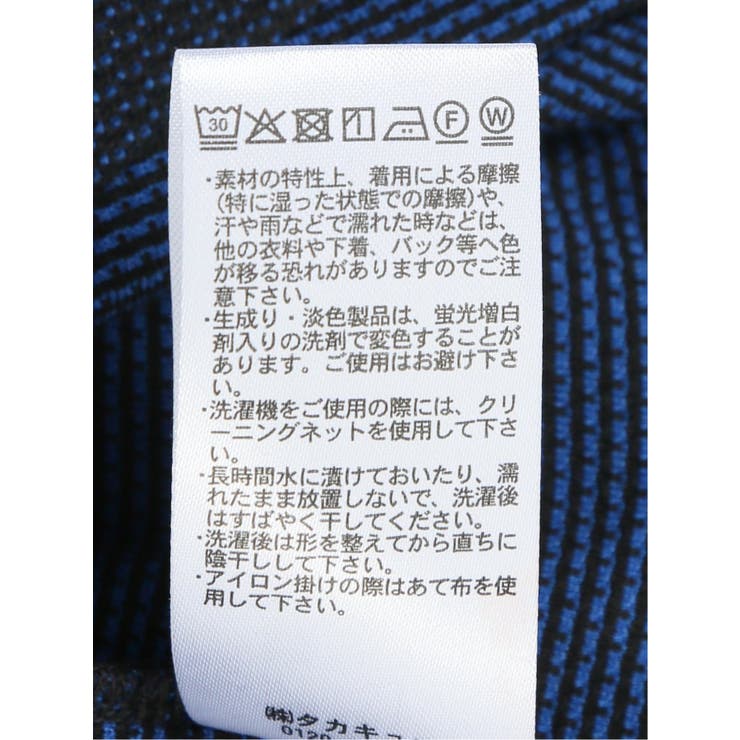 30 F W
・素材の特性上、着用による摩擦
(特に湿った状態での摩擦)や、
汗や雨などで濡れた時などは、
他の衣料や下着、バック等へ色
が移る恐れがありますのでご注
意下さい。
・生成り・淡色製品は、蛍光増白
剤入りの洗剤で変色することが
あります。ご使用はお避け下さ
い。
・洗濯機をご使用の際には、クリ
ーニングネットを使用して下さ
い。
・長時間水に漬けておいたり、濡
れたまま放置しないで、洗濯後
はすばやく干してください。
・洗濯後は形を整えてから直ちに
陰干しして下さい。
・アイロン掛けの際はあて布を使
用して下さい。
㈱タカキュ
0120